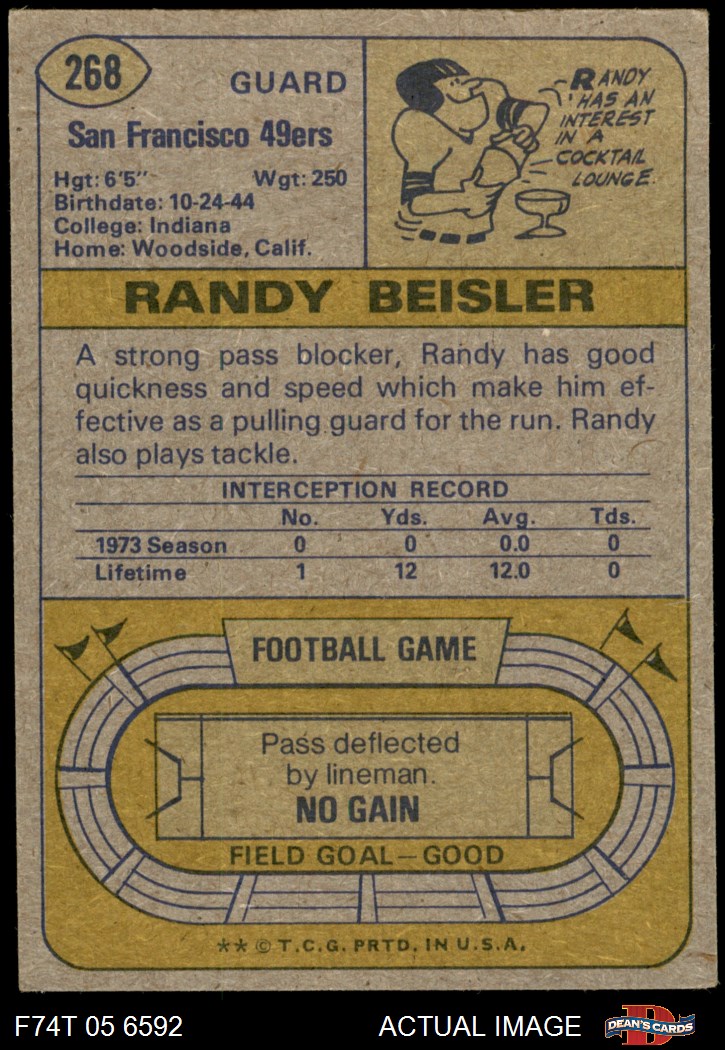 268
GUARD
San Francisco 49ers
Hgt: 6'5" Wgt: 250
Birthdate: 10-24-44
College: Indiana
Home: Woodside, Calif.
RANDY
HAS AN
INTEREST
IN A
COCKTAIL
LOUNGE.
RANDY BEISLER
A strong pass blocker, Randy has good
quickness and speed which make him ef-
fective as a pulling guard for the run. Randy
also plays tackle.
INTERCEPTION RECORD
No. Yds. Avg. Tds.
1973 Season 0 0 0.0 0
Lifetime 1 12 12.0 0
FOOTBALL GAME
Pass deflected
by lineman.
NO GAIN
FIELD GOAL—GOOD
** © T.C.G. PRTD. IN U.S.A.
F74T 05 6592 ACTUAL IMAGE
D
DEAN'S CARDS